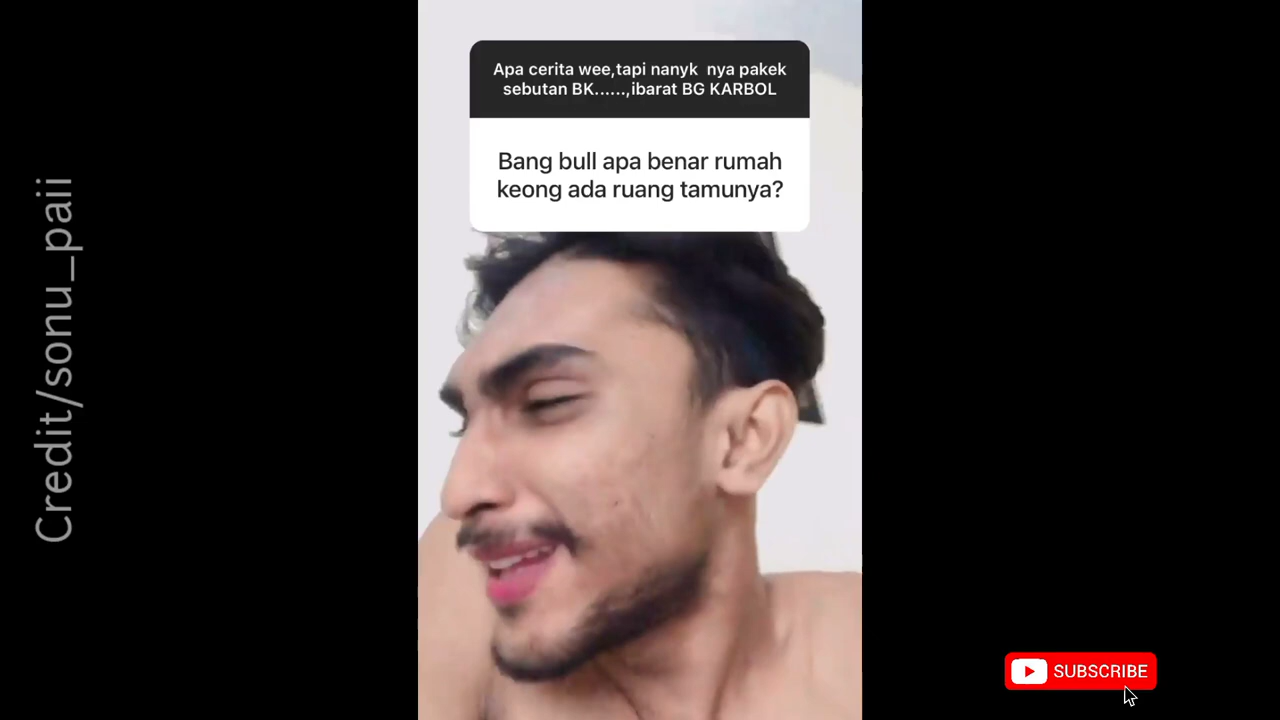 Apa cerita wee,tapi nanyk nya pakek
sebutan BK......,ibarat BG KARBOL
Bang bull apa benar rumah
keong ada ruang tamunya?
Credit/sonu_paii
SUBSCRIBE